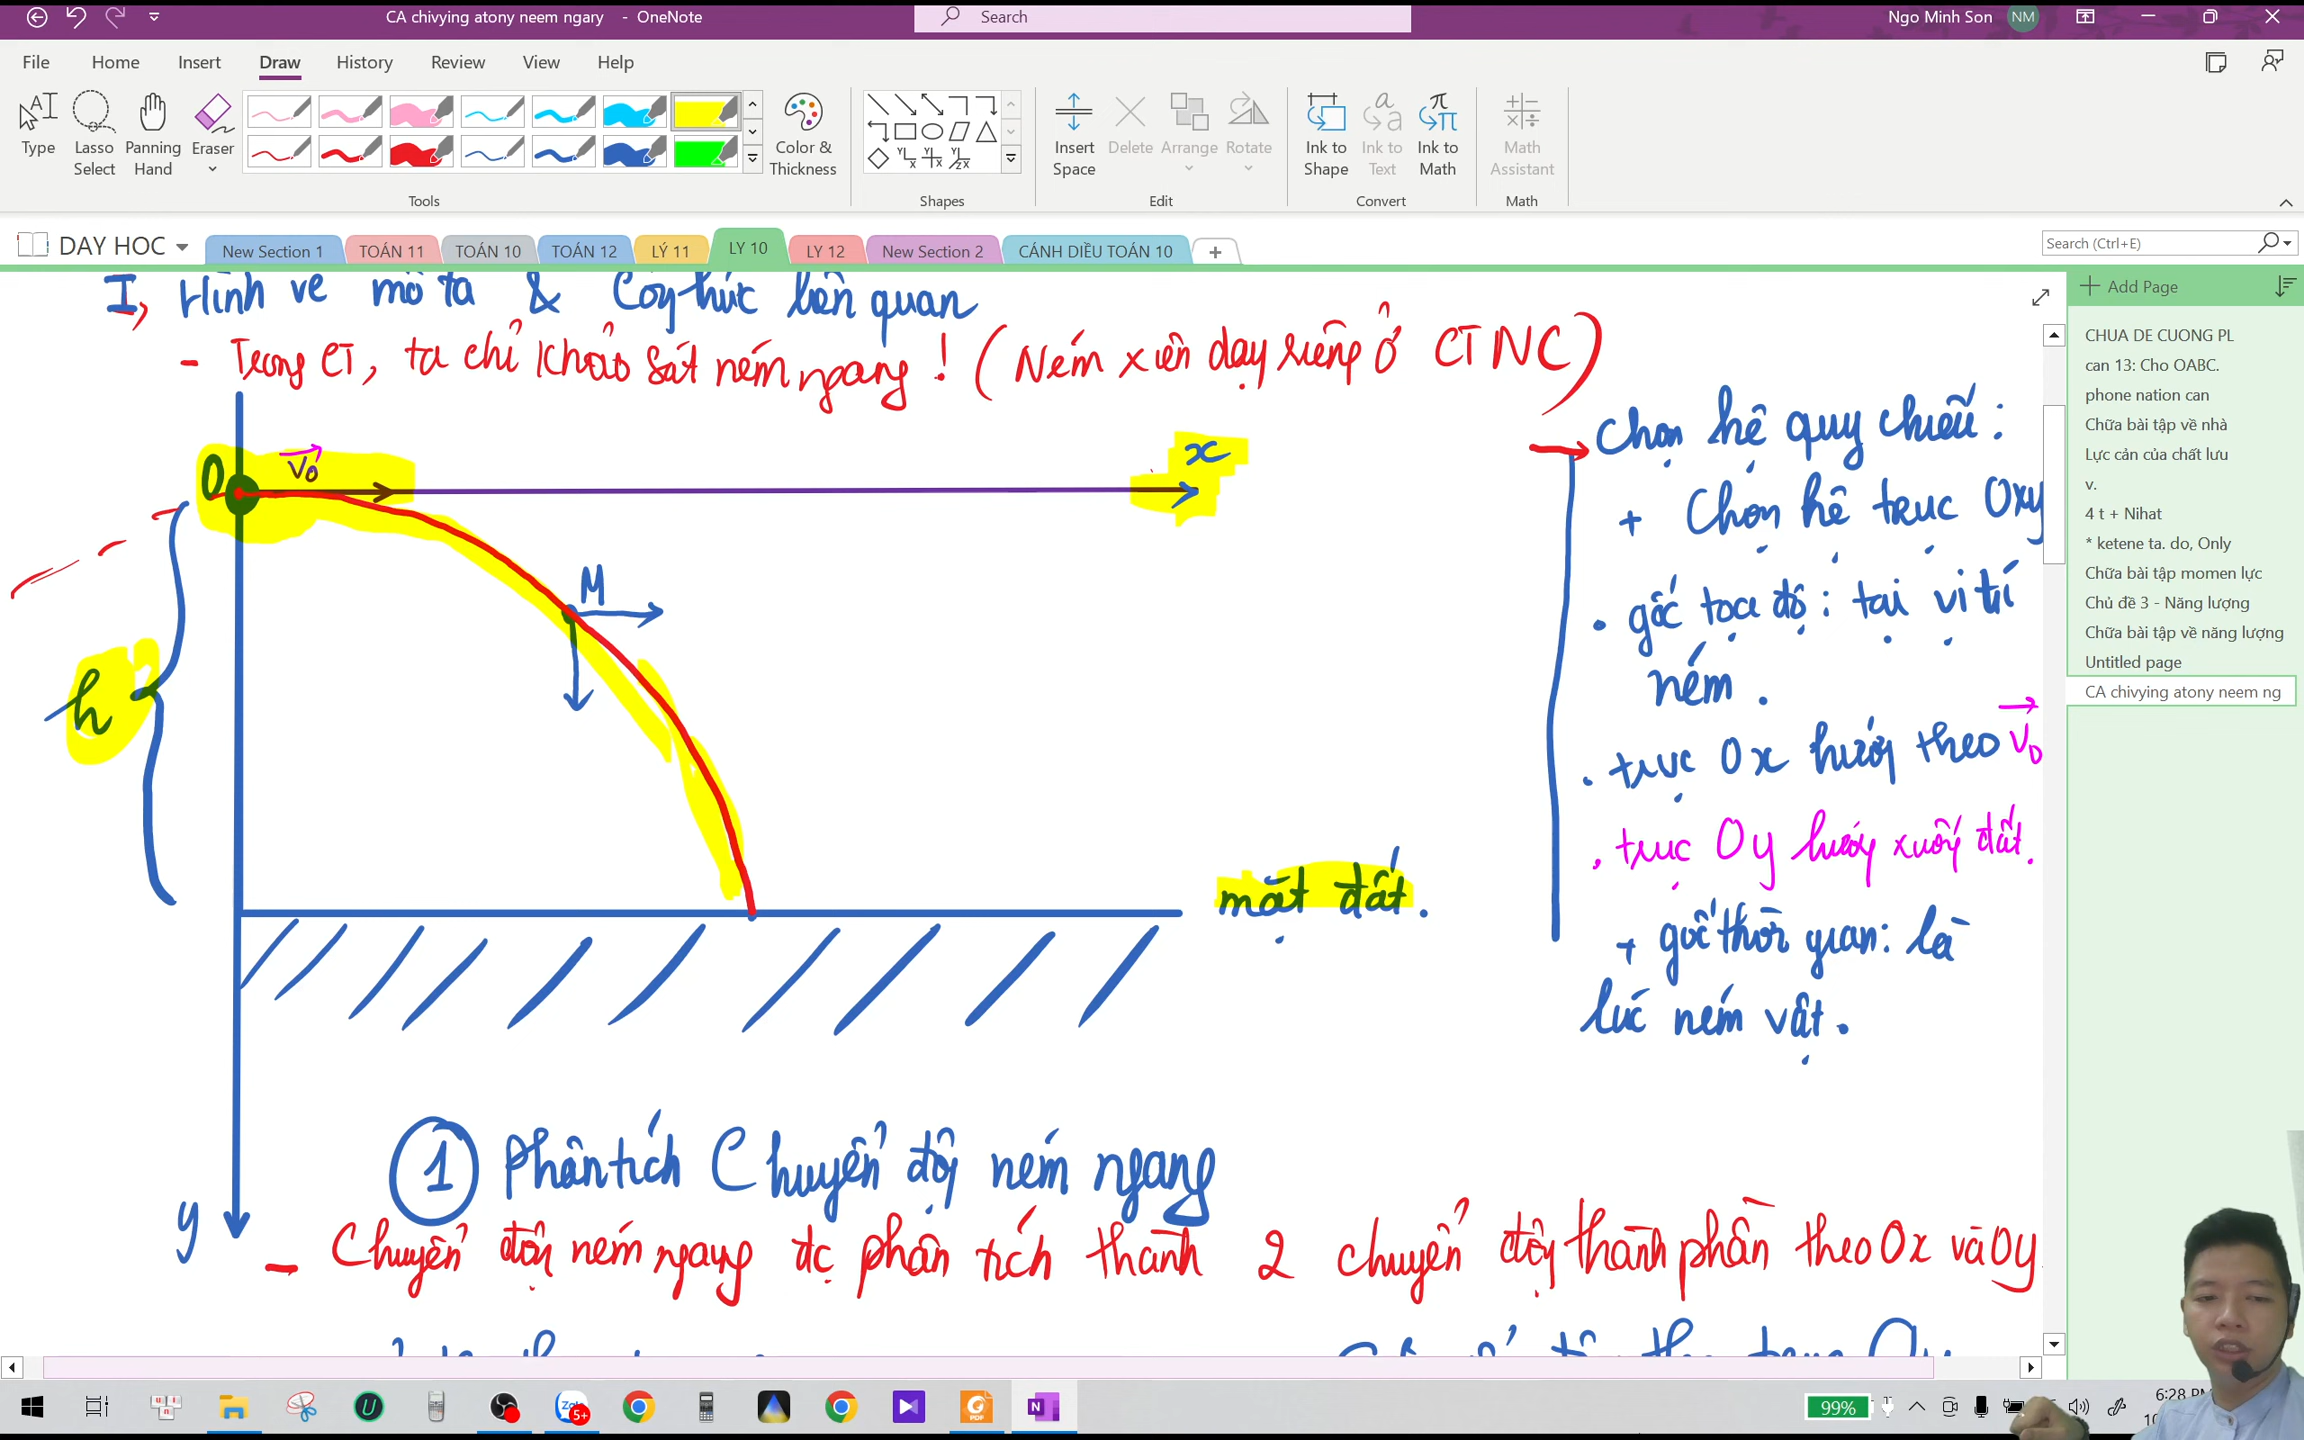 CA chivying atony neem ngary - OneNote
Search
Ngo Minh Son
NM
File Home Insert Draw History Review View Help
Type
Lasso Select
Panning Hand
Eraser
Color & Thickness
Insert Space
Delete
Arrange
Rotate
Ink to Shape
Ink to Text
Ink to Math
Math Assistant
Tools Shapes Edit Convert Math
DAY HOC
New Section 1
TOÁN 11
TOÁN 10
TOÁN 12
LÝ 11
LY 10
LY 12
New Section 2
CÁNH DIỀU TOÁN 10
Search (Ctrl+E)
I, Hình vẽ mô tả & Công thức liên quan
- Trong CT, ta chỉ khảo sát ném ngang ! (Ném xiên dạy riêng ở CT NC)
O
v₀
x
M
h
mặt đất.
y
Chọn hệ quy chiếu :
+ Chọn hệ trục Oxy
. gốc tọa độ : tại vị trí
ném .
. trục Ox hướng theo v₀
. trục Oy hướng xuống đất.
+ gốc thời gian: là
lúc ném vật.
① Phân tích Chuyển động ném ngang
- Chuyển động ném ngang đc phân tích thành 2 chuyển động thành phần theo Ox và Oy.
Add Page
CHUA DE CUONG PL
can 13: Cho OABC.
phone nation can
Chữa bài tập về nhà
Lực cản của chất lưu
v.
4 t + Nihat
* ketene ta. do, Only
Chữa bài tập momen lực
Chủ đề 3 - Năng lượng
Chữa bài tập về năng lượng
Untitled page
CA chivying atony neem ng
99%
6:28 PM